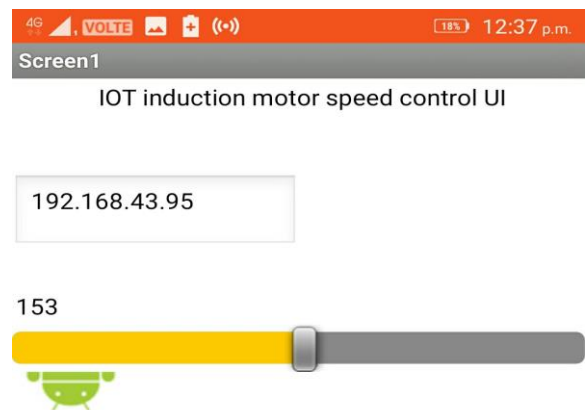 4G VOLTE 18% 12:37 p.m.
Screen1
IOT induction motor speed control UI
192.168.43.95
153